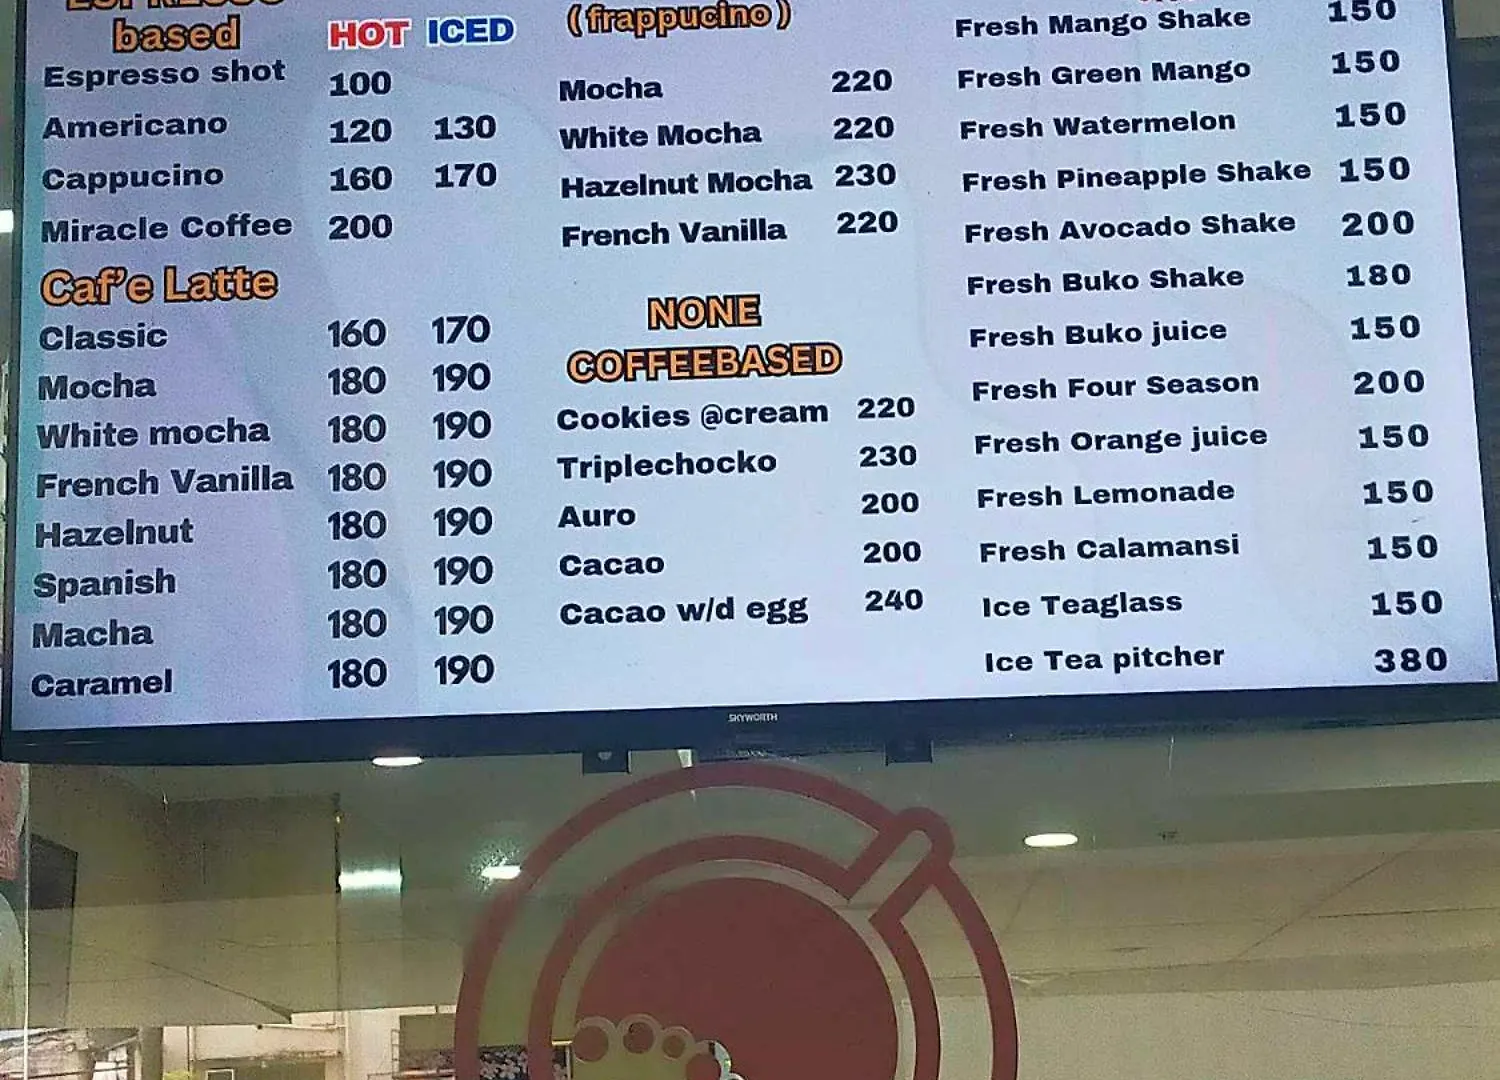 ESPRESSO
based HOT ICED
Espresso shot 100
Americano 120 130
Cappucino 160 170
Miracle Coffee 200
Caf'e Latte
Classic 160 170
Mocha 180 190
White mocha 180 190
French Vanilla 180 190
Hazelnut 180 190
Spanish 180 190
Macha 180 190
Caramel 180 190
(frappucino)
Mocha 220
White Mocha 220
Hazelnut Mocha 230
French Vanilla 220
NONE
COFFEEBASED
Cookies @cream 220
Triplechocko 230
Auro 200
Cacao 200
Cacao w/d egg 240
Fresh Mango Shake 150
Fresh Green Mango 150
Fresh Watermelon 150
Fresh Pineapple Shake 150
Fresh Avocado Shake 200
Fresh Buko Shake 180
Fresh Buko juice 150
Fresh Four Season 200
Fresh Orange juice 150
Fresh Lemonade 150
Fresh Calamansi 150
Ice Teaglass 150
Ice Tea pitcher 380
SKYWORTH